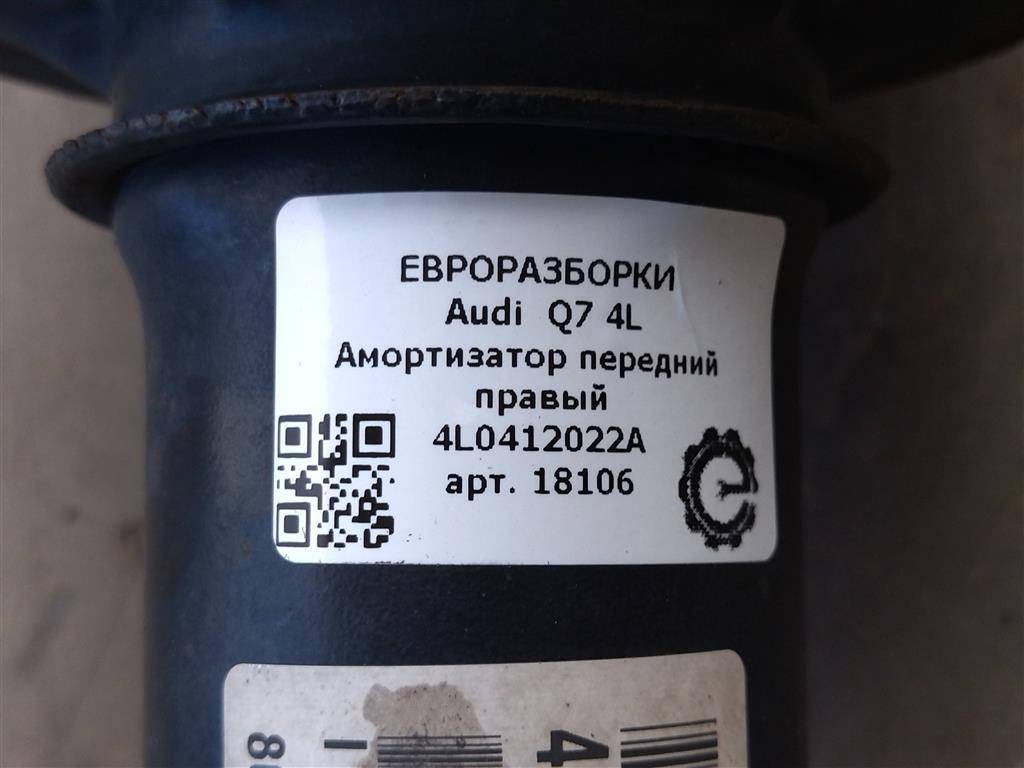 ЕВРОРАЗБОРКИ
Audi Q7 4L
Амортизатор передний
правый
4L0412022A
арт. 18106